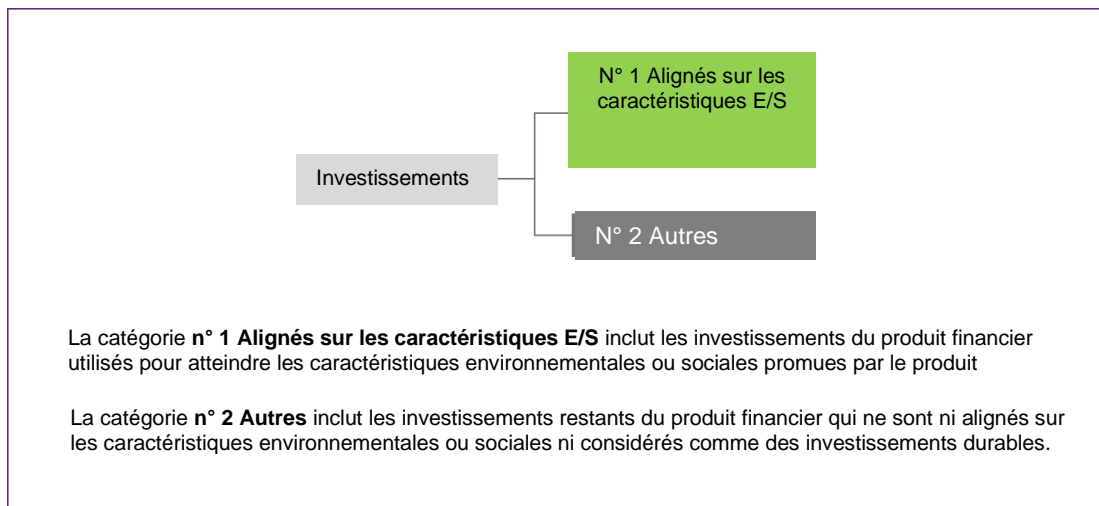 N° 1 Alignés sur les
caractéristiques E/S
Investissements
N° 2 Autres
La catégorie n° 1 Alignés sur les caractéristiques E/S inclut les investissements du produit financier
utilisés pour atteindre les caractéristiques environnementales ou sociales promues par le produit
La catégorie n° 2 Autres inclut les investissements restants du produit financier qui ne sont ni alignés sur
les caractéristiques environnementales ou sociales ni considérés comme des investissements durables.